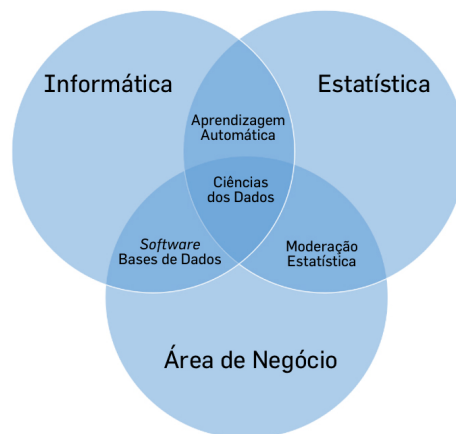 Informática
Estatística
Aprendizagem
Automática
Ciências
dos Dados
Software
Bases de Dados
Moderação
Estatística
Área de Negócio